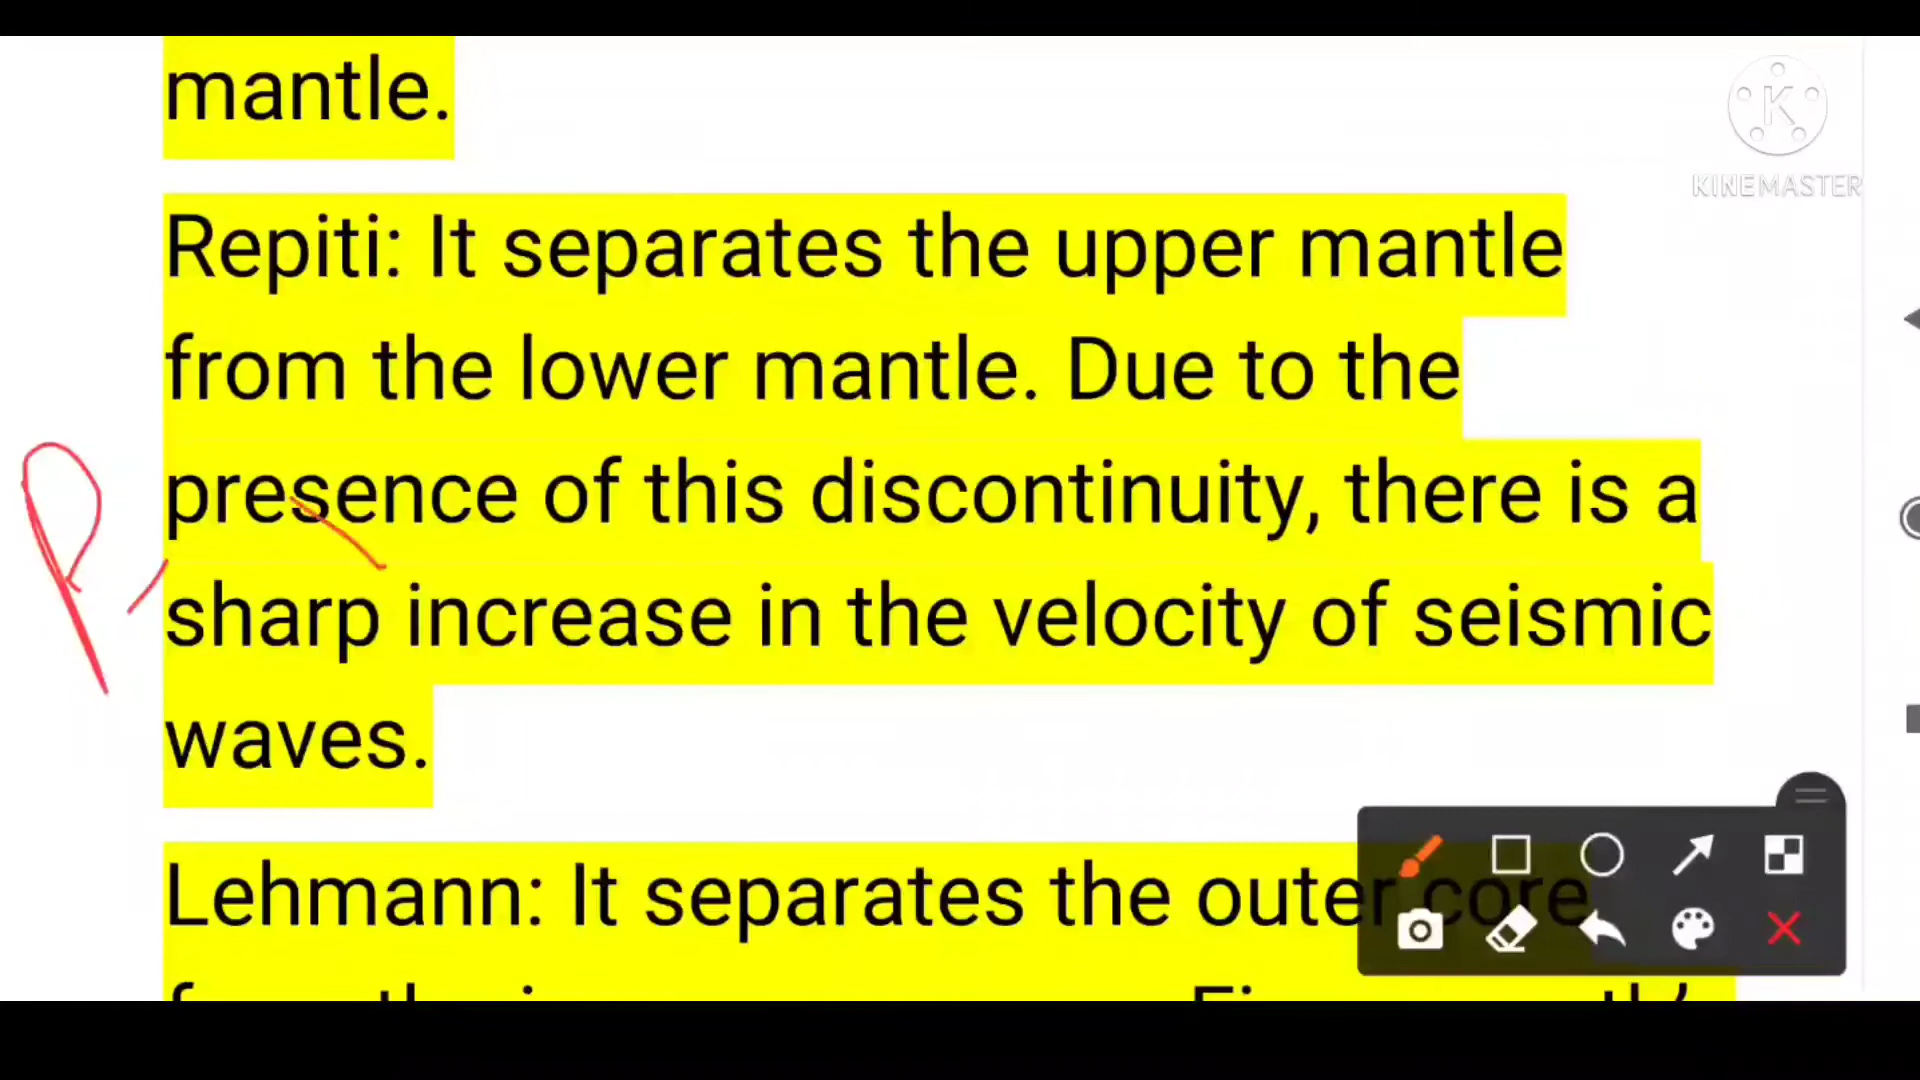 mantle.
KINEMASTER
Repiti: It separates the upper mantle
from the lower mantle. Due to the
presence of this discontinuity, there is a
sharp increase in the velocity of seismic
waves.
Lehmann: It separates the outer core